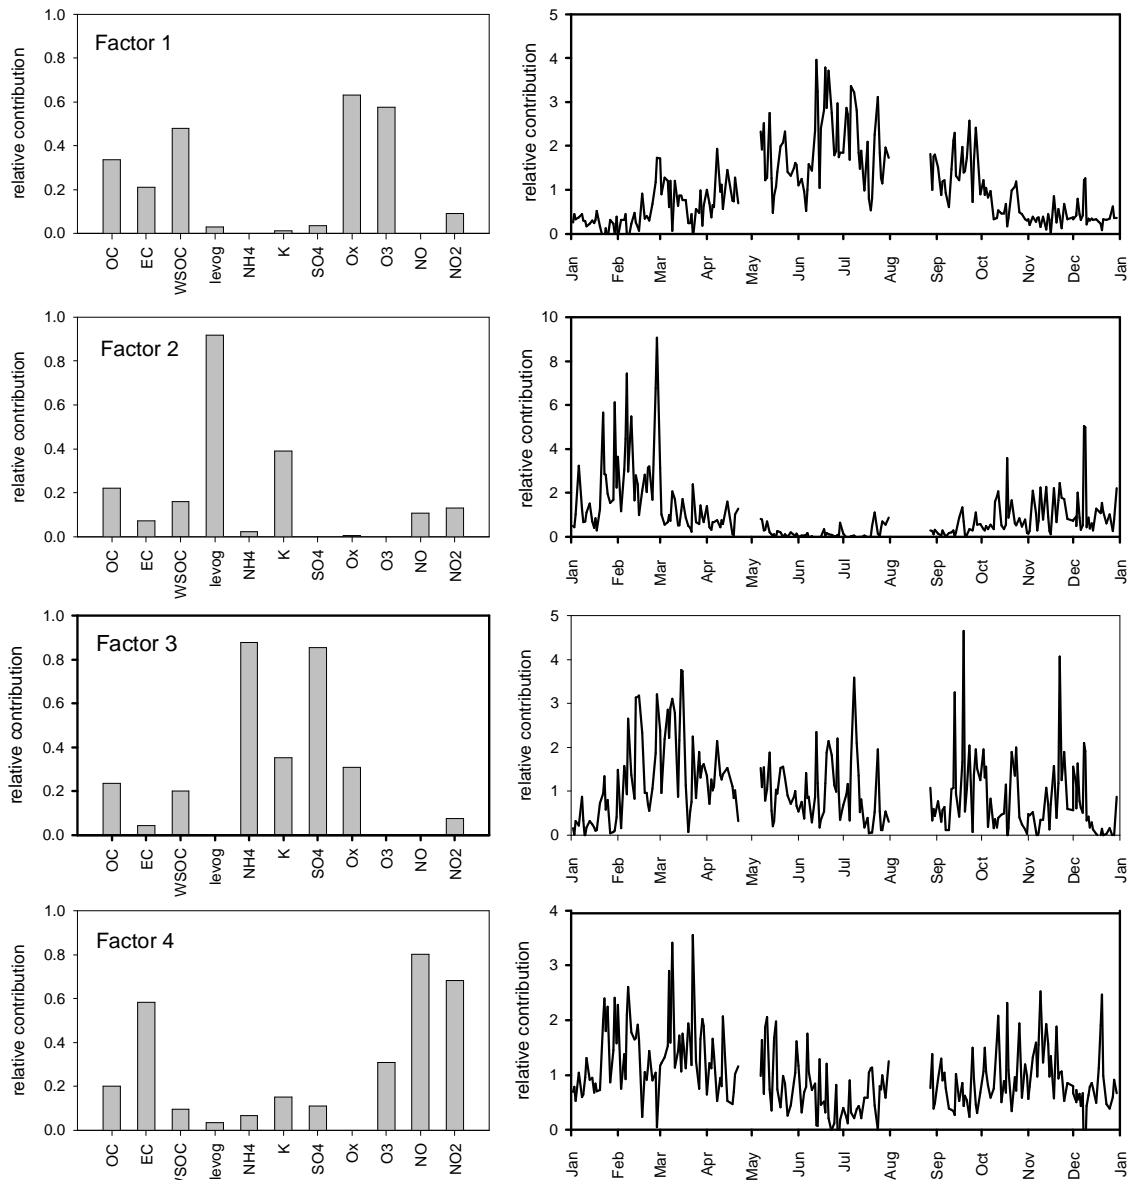 Factor 1
relative contribution
1.0
0.8
0.6
0.4
0.2
0.0
OC
EC
WSOC
levog
NH4
K
SO4
Ox
O3
NO
NO2
relative contribution
5
4
3
2
1
0
Jan
Feb
Mar
Apr
May
Jun
Jul
Aug
Sep
Oct
Nov
Dec
Jan
Factor 2
relative contribution
1.0
0.8
0.6
0.4
0.2
0.0
OC
EC
WSOC
levog
NH4
K
SO4
Ox
O3
NO
NO2
relative contribution
10
8
6
4
2
0
Jan
Feb
Mar
Apr
May
Jun
Jul
Aug
Sep
Oct
Nov
Dec
Jan
Factor 3
relative contribution
1.0
0.8
0.6
0.4
0.2
0.0
OC
EC
WSOC
levog
NH4
K
SO4
Ox
O3
NO
NO2
relative contribution
5
4
3
2
1
0
Jan
Feb
Mar
Apr
May
Jun
Jul
Aug
Sep
Oct
Nov
Dec
Jan
Factor 4
relative contribution
1.0
0.8
0.6
0.4
0.2
0.0
OC
EC
WSOC
levog
NH4
K
SO4
Ox
O3
NO
NO2
relative contribution
4
3
2
1
0
Jan
Feb
Mar
Apr
May
Jun
Jul
Aug
Sep
Oct
Nov
Dec
Jan